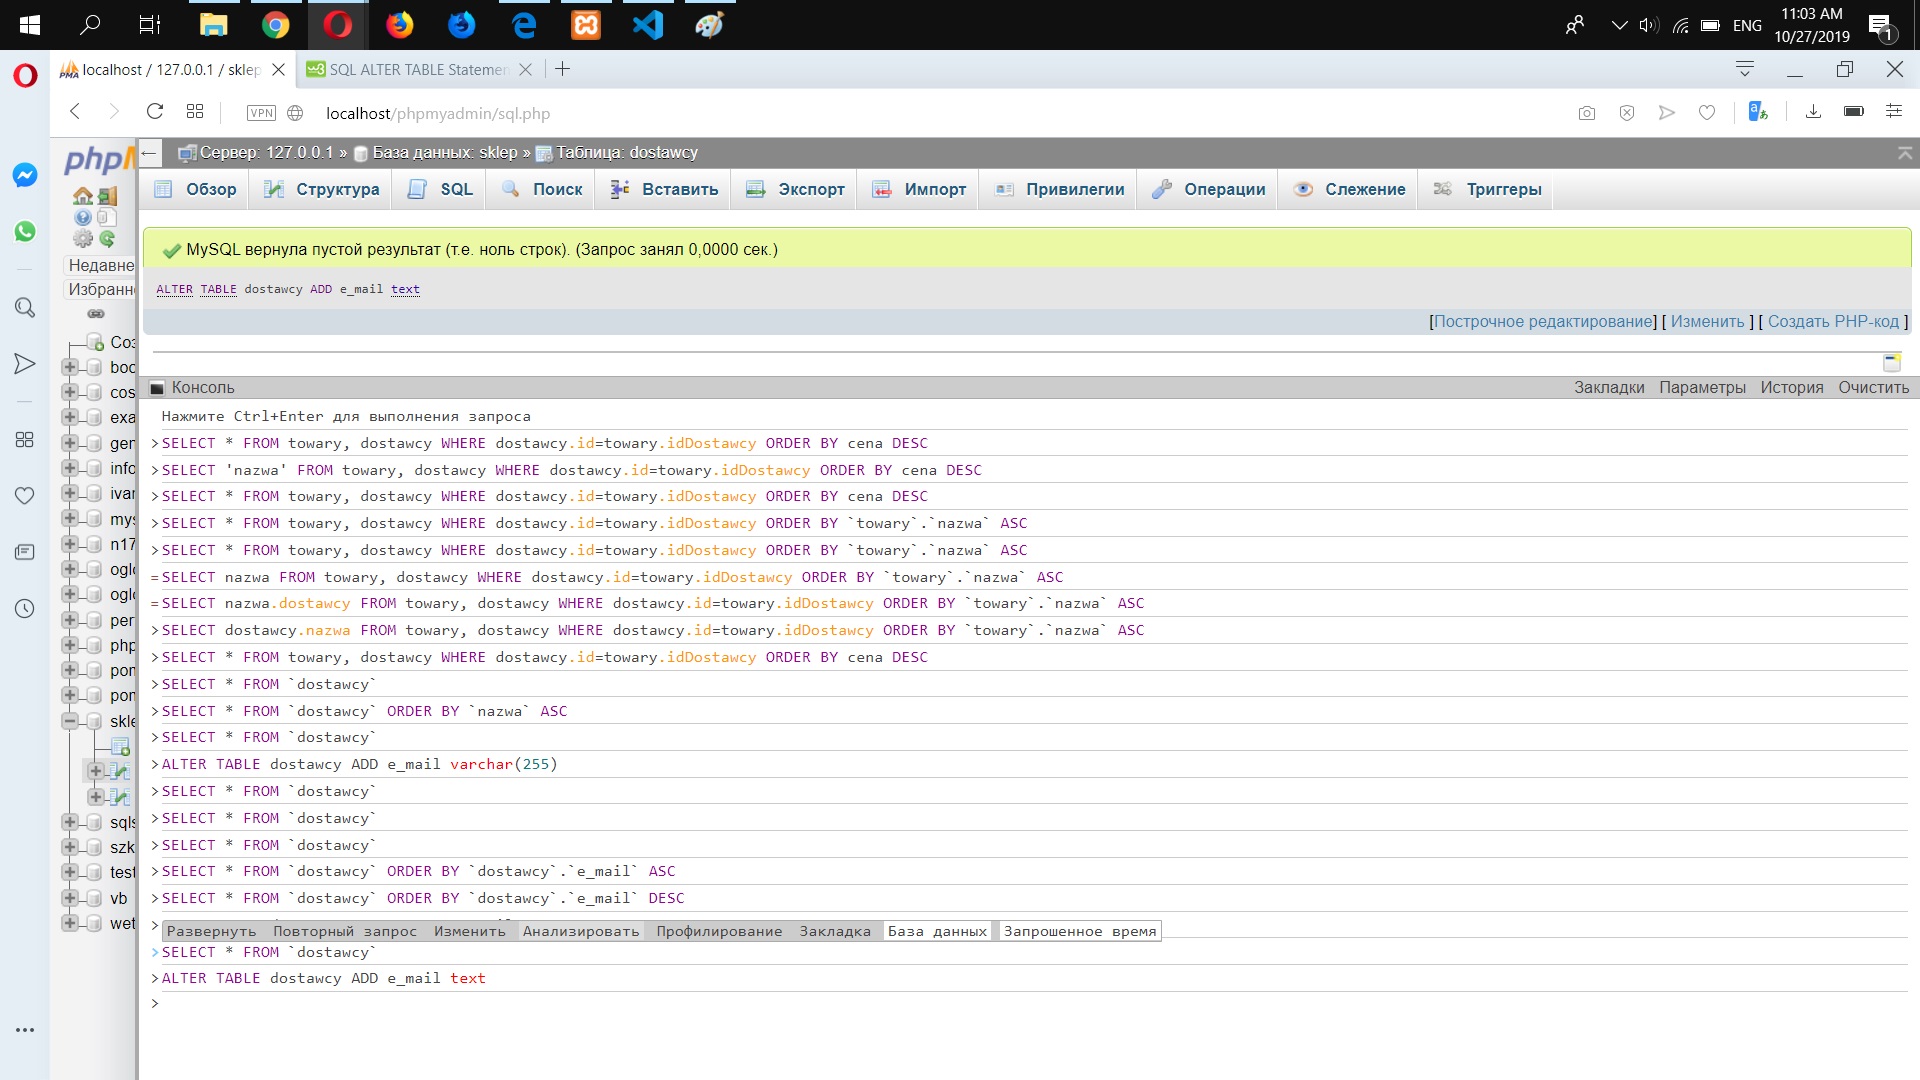 ENG
11:03 AM
10/27/2019
1
localhost / 127.0.0.1 / sklep
SQL ALTER TABLE Statemen
VPN
localhost/phpmyadmin/sql.php
phpM
Сервер: 127.0.0.1 » База данных: sklep » Таблица: dostawcy
Обзор Структура SQL Поиск Вставить Экспорт Импорт Привилегии Операции Слежение Триггеры
Недавне
Избранн
Соз
boo
cos
exa
gen
info
ivan
mys
n17
oglo
oglo
per
php
pom
pom
skle
sqls
szk
test
vb
wet
MySQL вернула пустой результат (т.е. ноль строк). (Запрос занял 0,0000 сек.)
ALTER TABLE dostawcy ADD e_mail text
[Построчное редактирование] [ Изменить ] [ Создать PHP-код ]
Консоль
Закладки Параметры История Очистить
Нажмите Ctrl+Enter для выполнения запроса
>SELECT * FROM towary, dostawcy WHERE dostawcy.id=towary.idDostawcy ORDER BY cena DESC
>SELECT 'nazwa' FROM towary, dostawcy WHERE dostawcy.id=towary.idDostawcy ORDER BY cena DESC
>SELECT * FROM towary, dostawcy WHERE dostawcy.id=towary.idDostawcy ORDER BY cena DESC
>SELECT * FROM towary, dostawcy WHERE dostawcy.id=towary.idDostawcy ORDER BY `towary`.`nazwa` ASC
>SELECT * FROM towary, dostawcy WHERE dostawcy.id=towary.idDostawcy ORDER BY `towary`.`nazwa` ASC
=SELECT nazwa FROM towary, dostawcy WHERE dostawcy.id=towary.idDostawcy ORDER BY `towary`.`nazwa` ASC
=SELECT nazwa.dostawcy FROM towary, dostawcy WHERE dostawcy.id=towary.idDostawcy ORDER BY `towary`.`nazwa` ASC
>SELECT dostawcy.nazwa FROM towary, dostawcy WHERE dostawcy.id=towary.idDostawcy ORDER BY `towary`.`nazwa` ASC
>SELECT * FROM towary, dostawcy WHERE dostawcy.id=towary.idDostawcy ORDER BY cena DESC
>SELECT * FROM `dostawcy`
>SELECT * FROM `dostawcy` ORDER BY `nazwa` ASC
>SELECT * FROM `dostawcy`
>ALTER TABLE dostawcy ADD e_mail varchar(255)
>SELECT * FROM `dostawcy`
>SELECT * FROM `dostawcy`
>SELECT * FROM `dostawcy`
>SELECT * FROM `dostawcy` ORDER BY `dostawcy`.`e_mail` ASC
>SELECT * FROM `dostawcy` ORDER BY `dostawcy`.`e_mail` DESC
>
Развернуть Повторный запрос Изменить Анализировать Профилирование Закладка База данных Запрошенное время
>SELECT * FROM `dostawcy`
>ALTER TABLE dostawcy ADD e_mail text
>